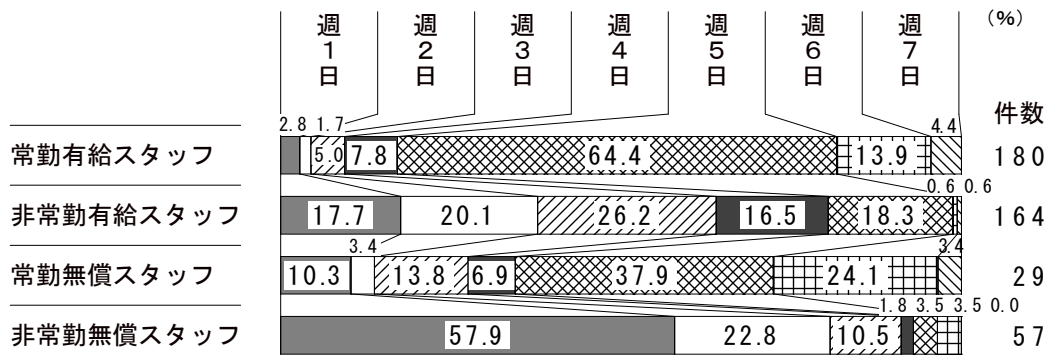 (%)
週1日 週2日 週3日 週4日 週5日 週6日 週7日
件数
2.8 1.7 4.4
常勤有給スタッフ 5.0 7.8 64.4 13.9 180
0.6 0.6
非常勤有給スタッフ 17.7 20.1 26.2 16.5 18.3 164
3.4 3.4
常勤無償スタッフ 10.3 13.8 6.9 37.9 24.1 29
1.8 3.5 3.5 0.0
非常勤無償スタッフ 57.9 22.8 10.5 57